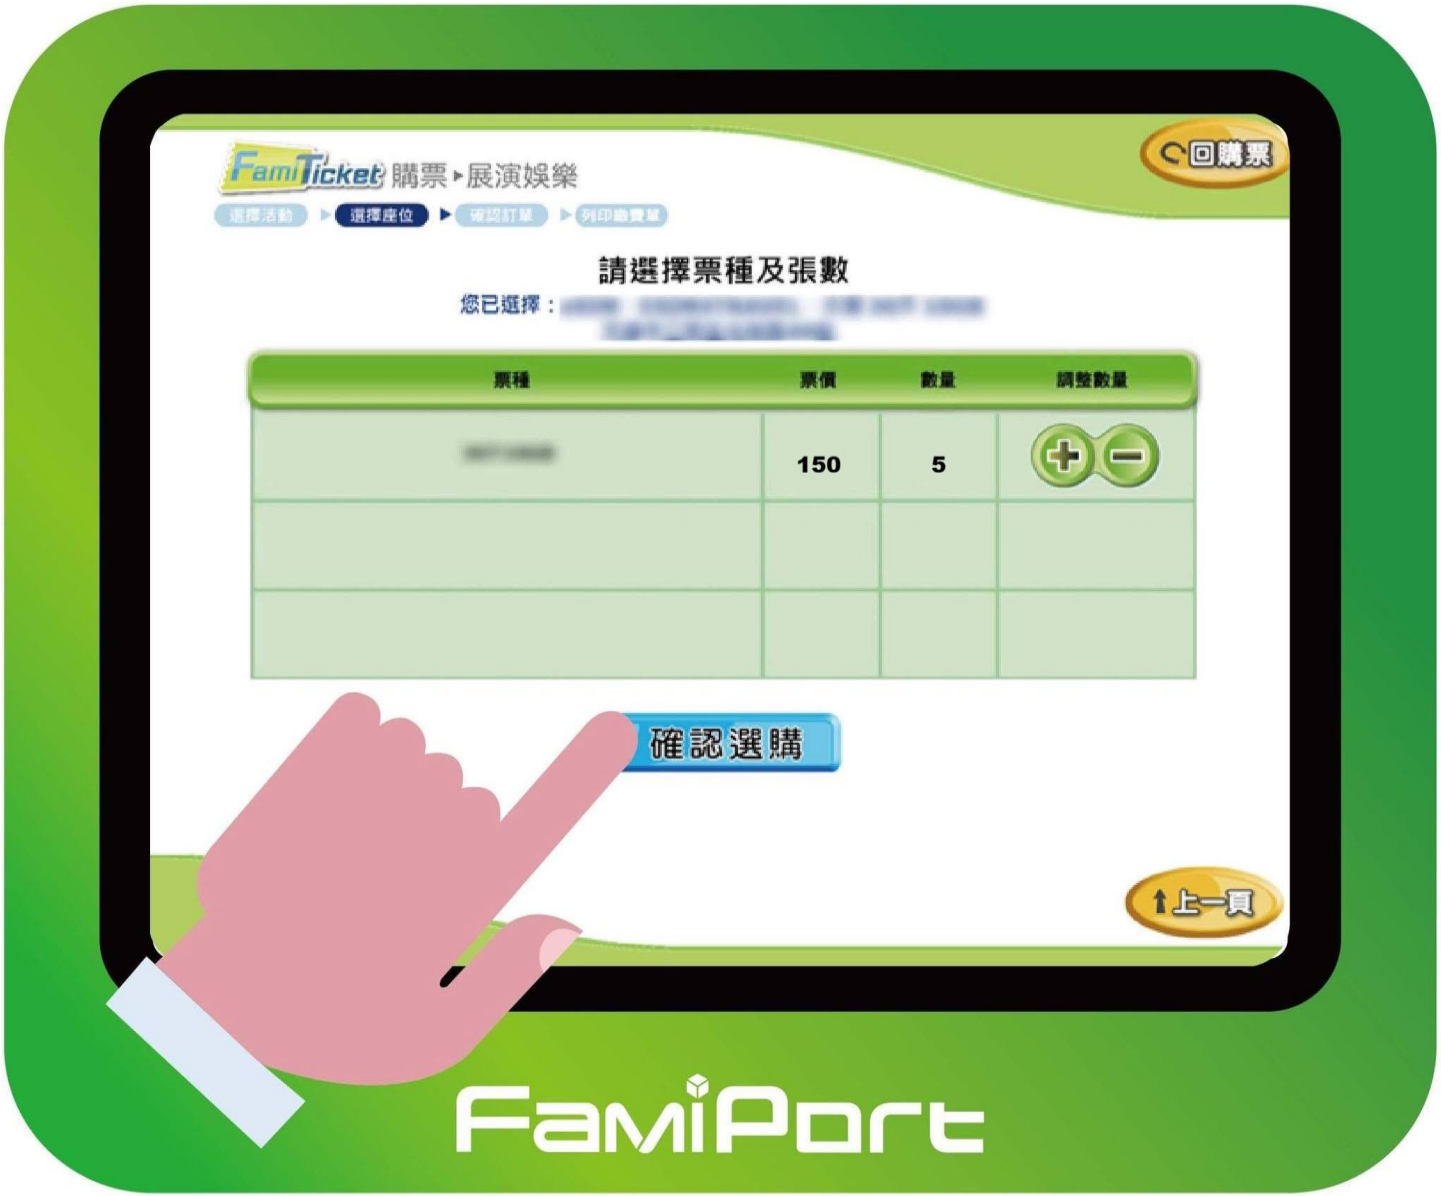 FamiTicket 購票▸展演娛樂
回購票
選擇活動 ▶ 選擇座位 ▶ 確認訂單 ▶ 列印繳費單
請選擇票種及張數
您已選擇：
票種 票價 數量 調整數量
150 5 + −
確認選購
上一頁
FamiPort